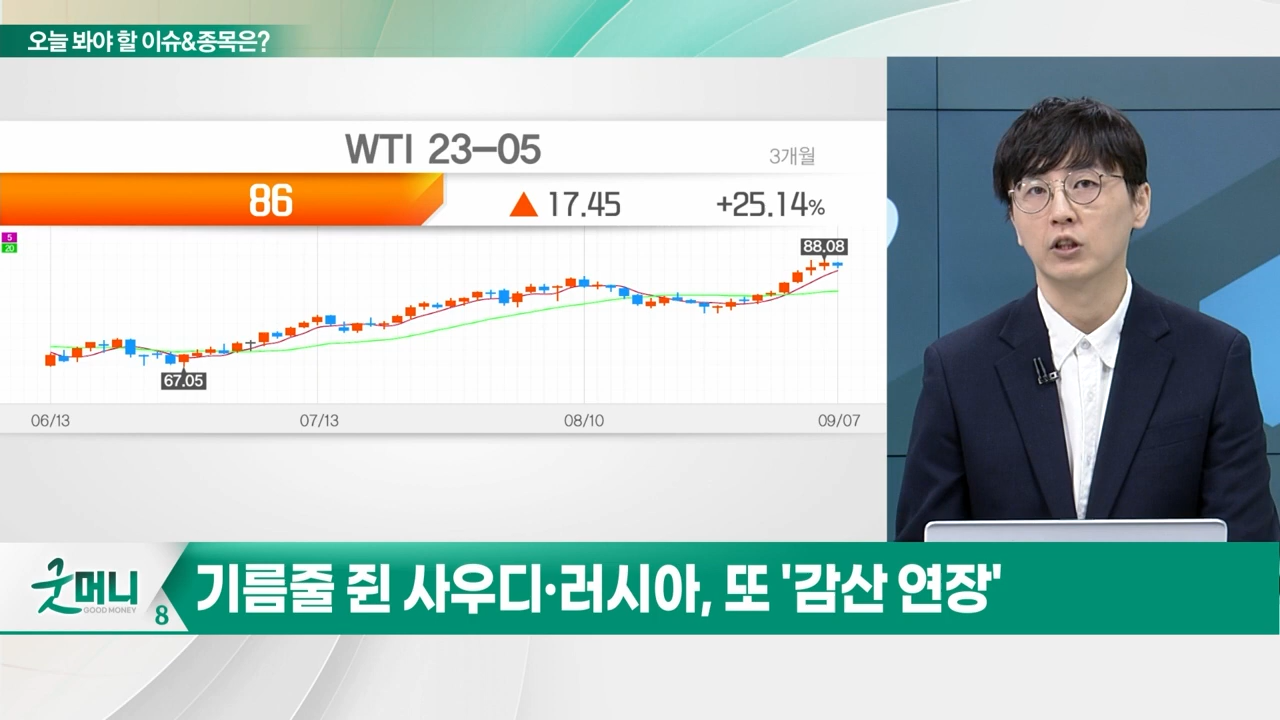 오늘 봐야 할 이슈&종목은?
WTI 23-05
3개월
86 ▲ 17.45 +25.14%
5
20
88.08
67.05
06/13 07/13 08/10 09/07
굿머니
GOOD MONEY
8
기름줄 쥔 사우디·러시아, 또 '감산 연장'